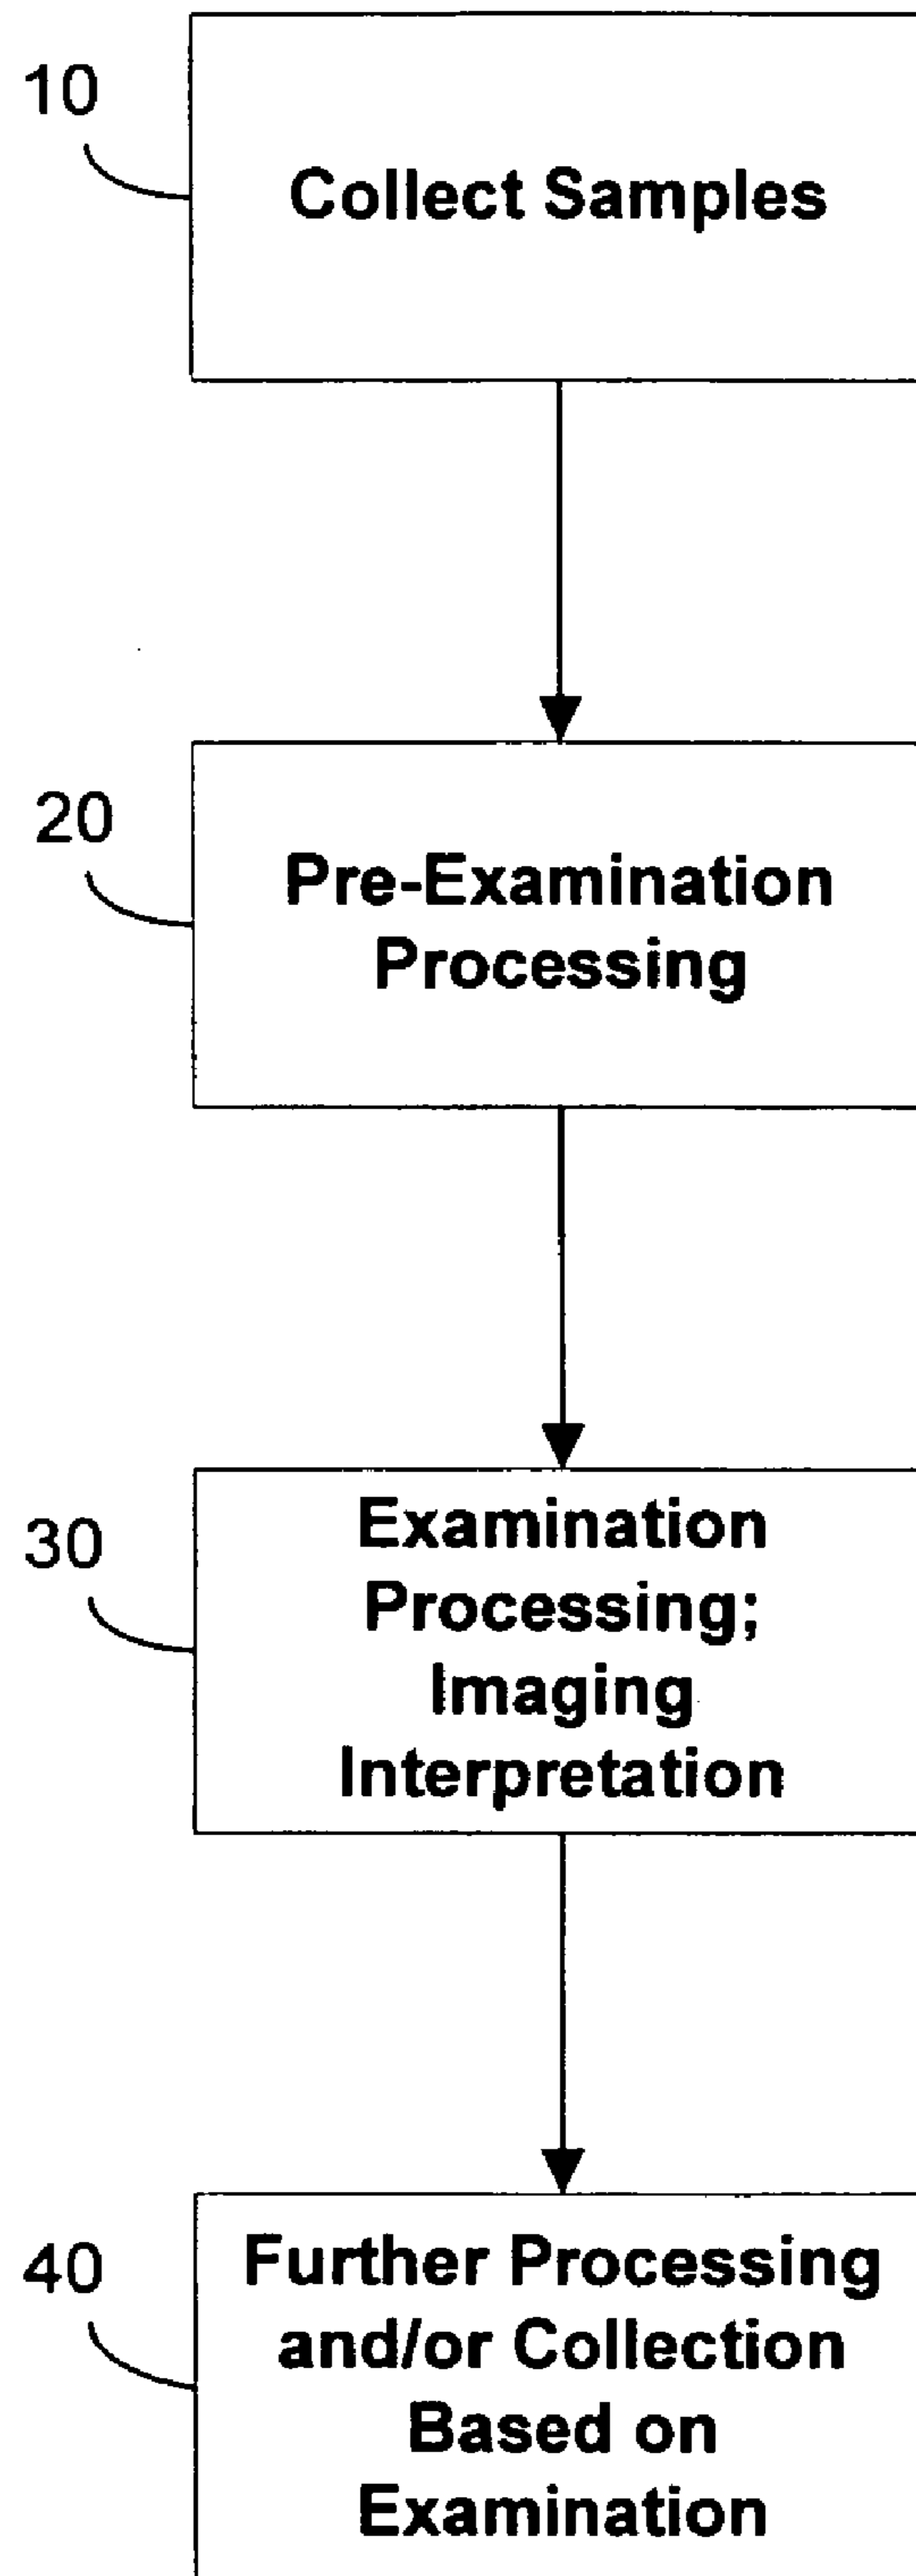 10
Collect Samples
20
Pre-Examination
Processing
30
Examination
Processing;
Imaging
Interpretation
40
Further Processing
and/or Collection
Based on
Examination